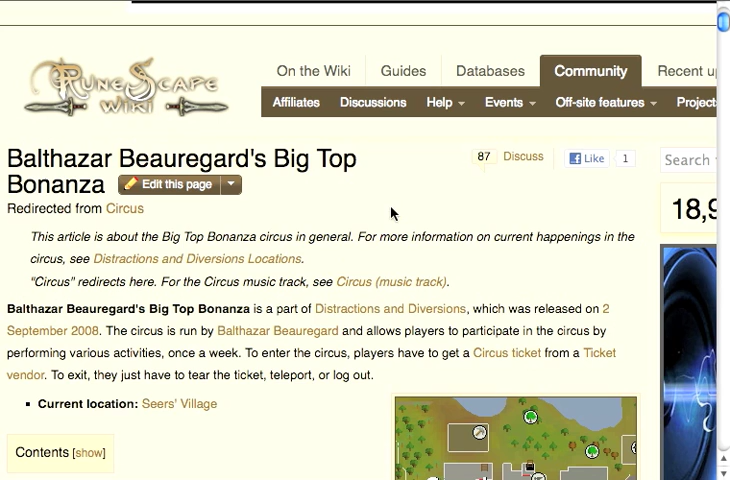 RUNESCAPE
WIKI
On the Wiki Guides Databases Community Recent up
Affiliates Discussions Help Events Off-site features Projects
Balthazar Beauregard's Big Top
Bonanza Edit this page
87 Discuss Like 1 Search
Redirected from Circus
18,9
This article is about the Big Top Bonanza circus in general. For more information on current happenings in the
circus, see Distractions and Diversions Locations.
"Circus" redirects here. For the Circus music track, see Circus (music track).
Balthazar Beauregard's Big Top Bonanza is a part of Distractions and Diversions, which was released on 2
September 2008. The circus is run by Balthazar Beauregard and allows players to participate in the circus by
performing various activities, once a week. To enter the circus, players have to get a Circus ticket from a Ticket
vendor. To exit, they just have to tear the ticket, teleport, or log out.
Current location: Seers' Village
Contents [show]